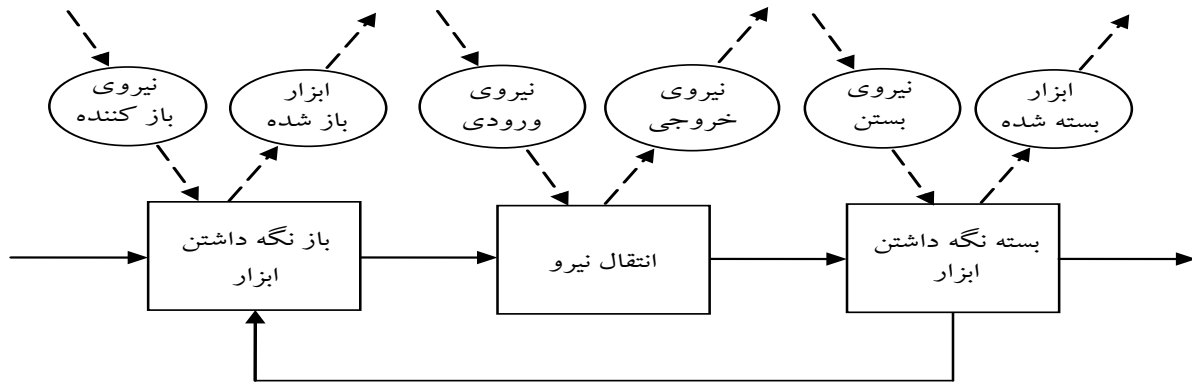 نیروی
باز کننده
ابزار
باز شده
نیروی
ورودی
نیروی
خروجی
نیروی
بستن
ابزار
بسته شده
باز نگه داشتن
ابزار
انتقال نیرو
بسته نگه داشتن
ابزار